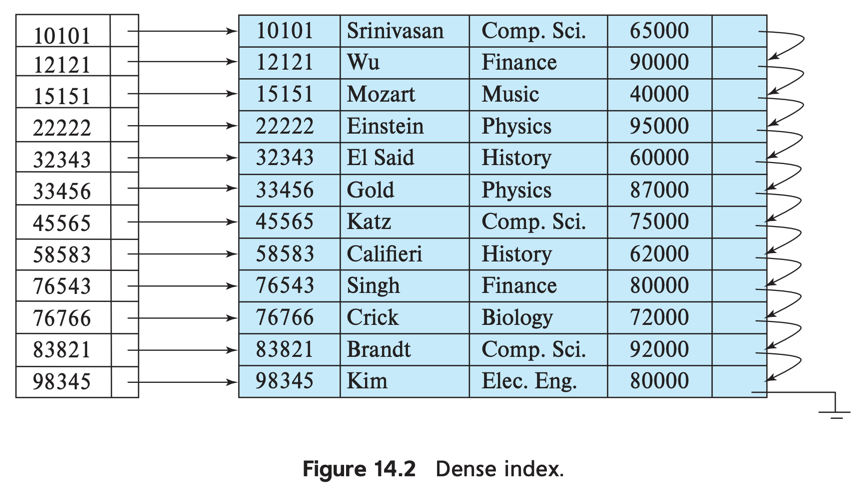 10101 10101 Srinivasan Comp. Sci. 65000
12121 12121 Wu Finance 90000
15151 15151 Mozart Music 40000
22222 22222 Einstein Physics 95000
32343 32343 El Said History 60000
33456 33456 Gold Physics 87000
45565 45565 Katz Comp. Sci. 75000
58583 58583 Califieri History 62000
76543 76543 Singh Finance 80000
76766 76766 Crick Biology 72000
83821 83821 Brandt Comp. Sci. 92000
98345 98345 Kim Elec. Eng. 80000
Figure 14.2 Dense index.